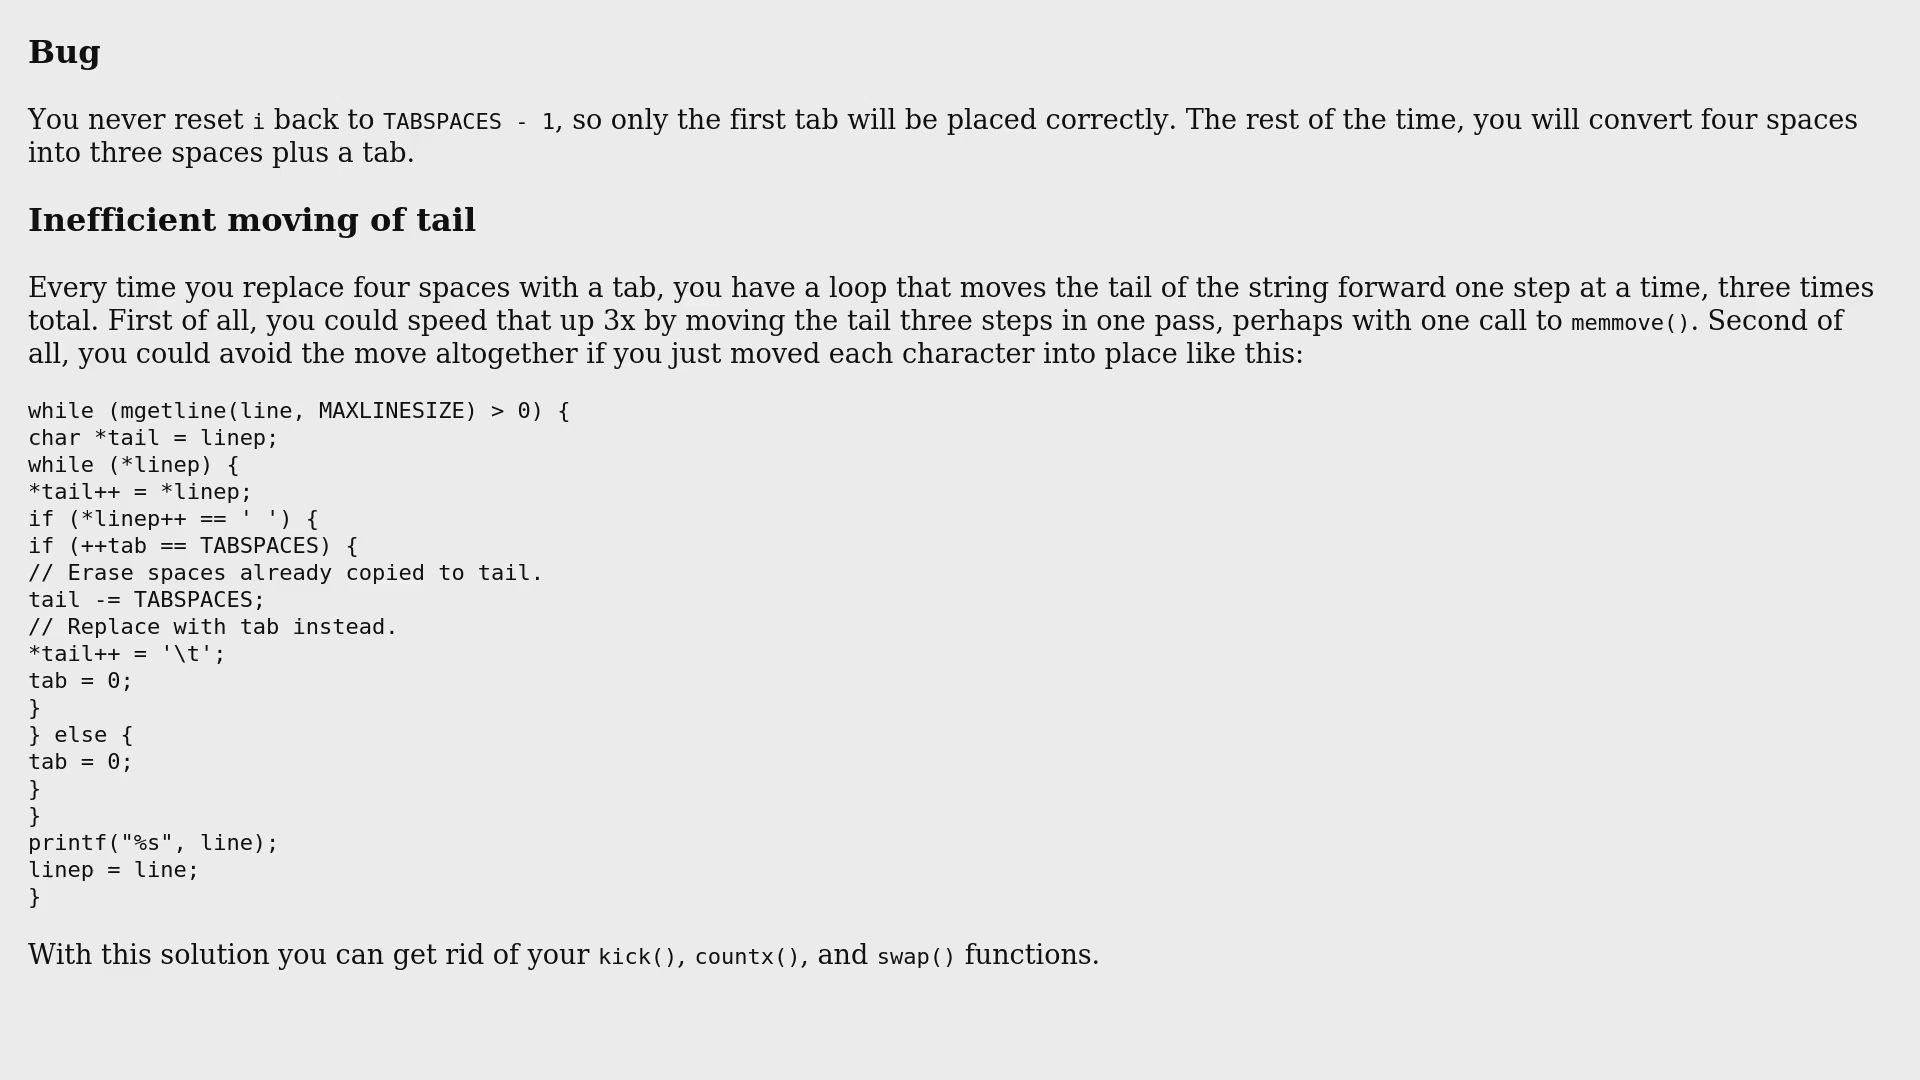 Bug
You never reset i back to TABSPACES - 1, so only the first tab will be placed correctly. The rest of the time, you will convert four spaces
into three spaces plus a tab.
Inefficient moving of tail
Every time you replace four spaces with a tab, you have a loop that moves the tail of the string forward one step at a time, three times
total. First of all, you could speed that up 3x by moving the tail three steps in one pass, perhaps with one call to memmove(). Second of
all, you could avoid the move altogether if you just moved each character into place like this:
while (mgetline(line, MAXLINESIZE) > 0) {
char *tail = linep;
while (*linep) {
*tail++ = *linep;
if (*linep++ == ' ') {
if (++tab == TABSPACES) {
// Erase spaces already copied to tail.
tail -= TABSPACES;
// Replace with tab instead.
*tail++ = '\t';
tab = 0;
}
} else {
tab = 0;
}
}
printf("%s", line);
linep = line;
}
With this solution you can get rid of your kick(), countx(), and swap() functions.